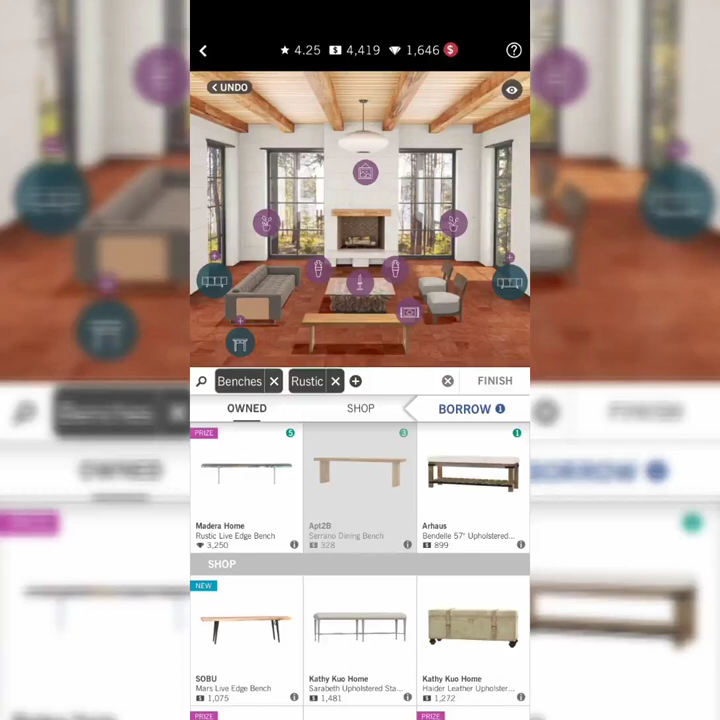 4.25 4,419 1,646 $ ?
UNDO
Benches X Rustic X + FINISH
OWNED SHOP BORROW 1
PRIZE 5 3 1
Madera Home Apt2B Arhaus
Rustic Live Edge Bench Serrano Dining Bench Bendelle 57" Upholstered...
3,250 328 899
SHOP
NEW
SOBU Kathy Kuo Home Kathy Kuo Home
Mars Live Edge Bench Sarabeth Upholstered Sta... Haider Leather Upholster...
1,075 1,481 1,272
PRIZE PRIZE